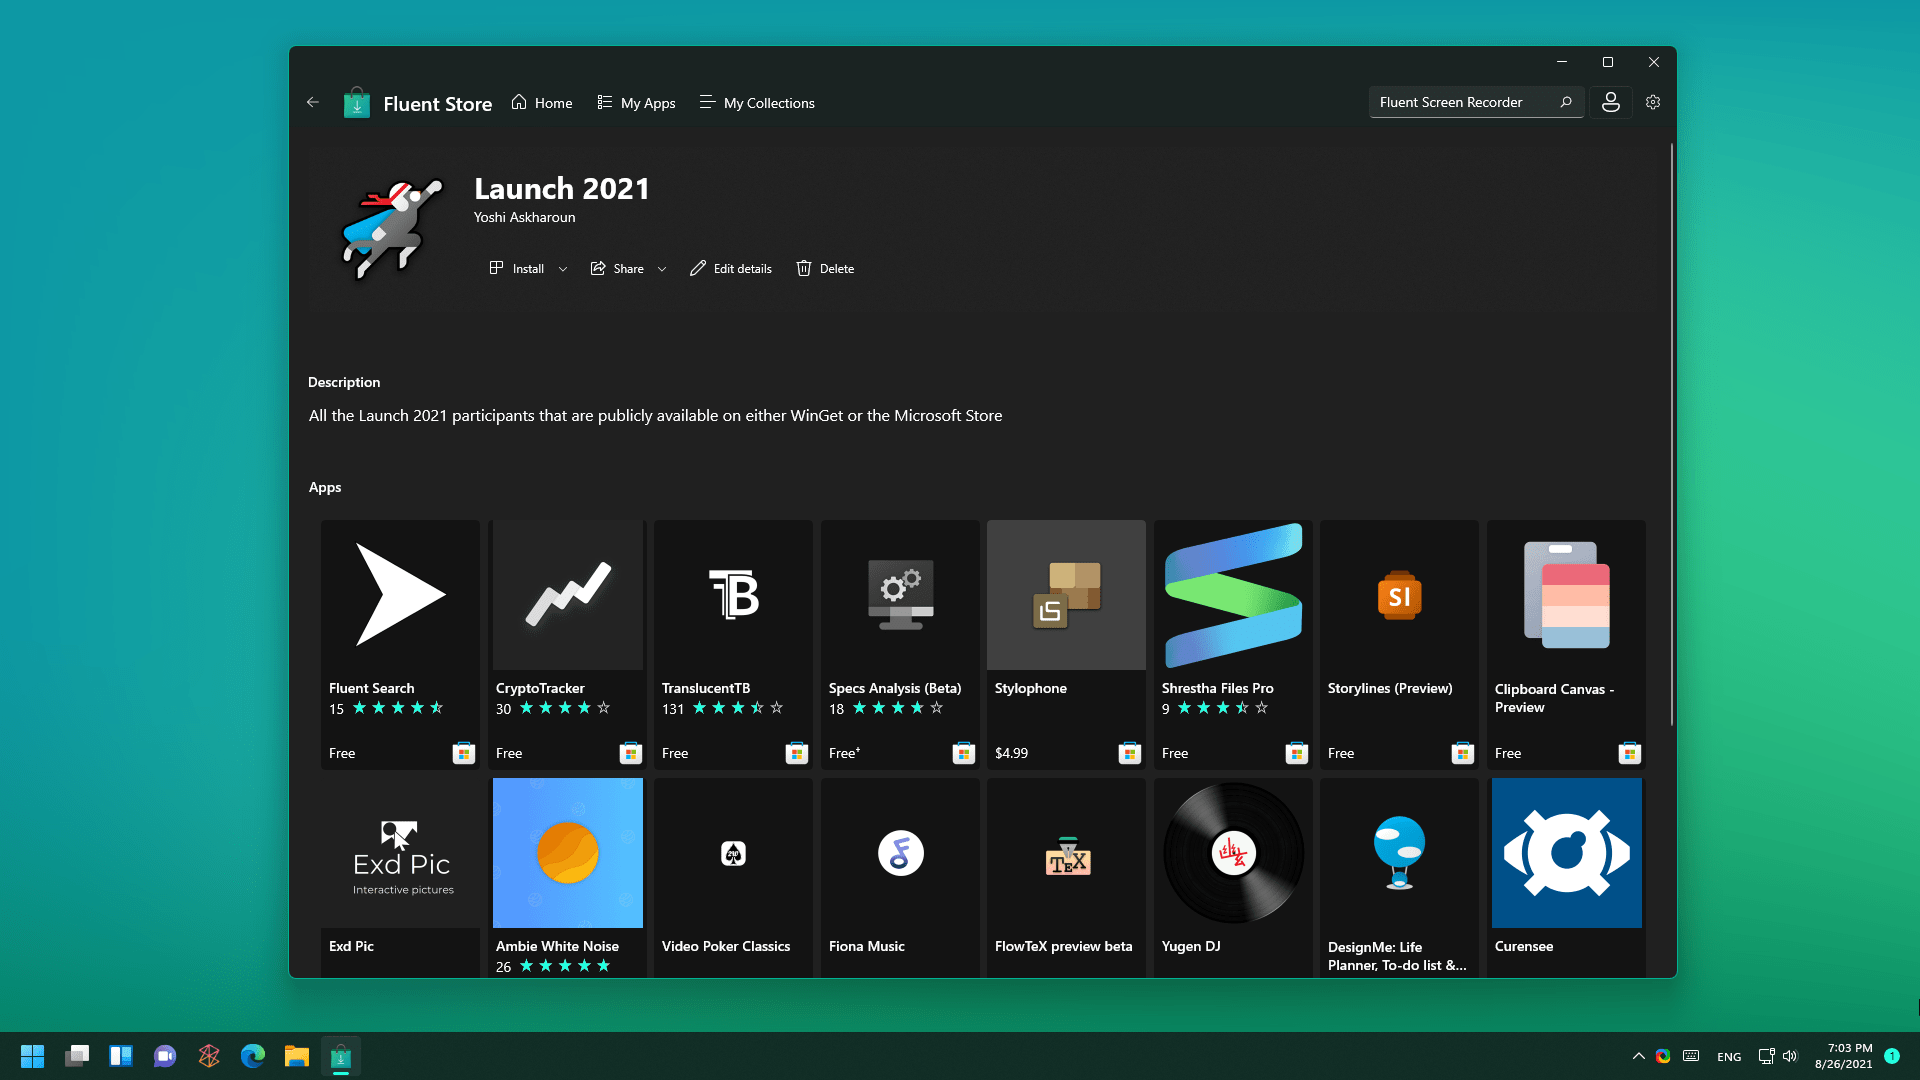 Fluent Store
Home
My Apps
My Collections
Fluent Screen Recorder
Launch 2021
Yoshi Askharoun
Install
Share
Edit details
Delete
Description
All the Launch 2021 participants that are publicly available on either WinGet or the Microsoft Store
Apps
TB
SI
Fluent Search
15
Free
CryptoTracker
30
Free
TranslucentTB
131
Free
Specs Analysis (Beta)
18
Free+
Stylophone
$4.99
Shrestha Files Pro
9
Free
Storylines (Preview)
Free
Clipboard Canvas -
Preview
Free
Exd Pic
Interactive pictures
TEX
Exd Pic
Ambie White Noise
26
Video Poker Classics
Fiona Music
FlowTeX preview beta
Yugen DJ
DesignMe: Life
Planner, To-do list &...
Curensee
ENG
7:03 PM
8/26/2021
1